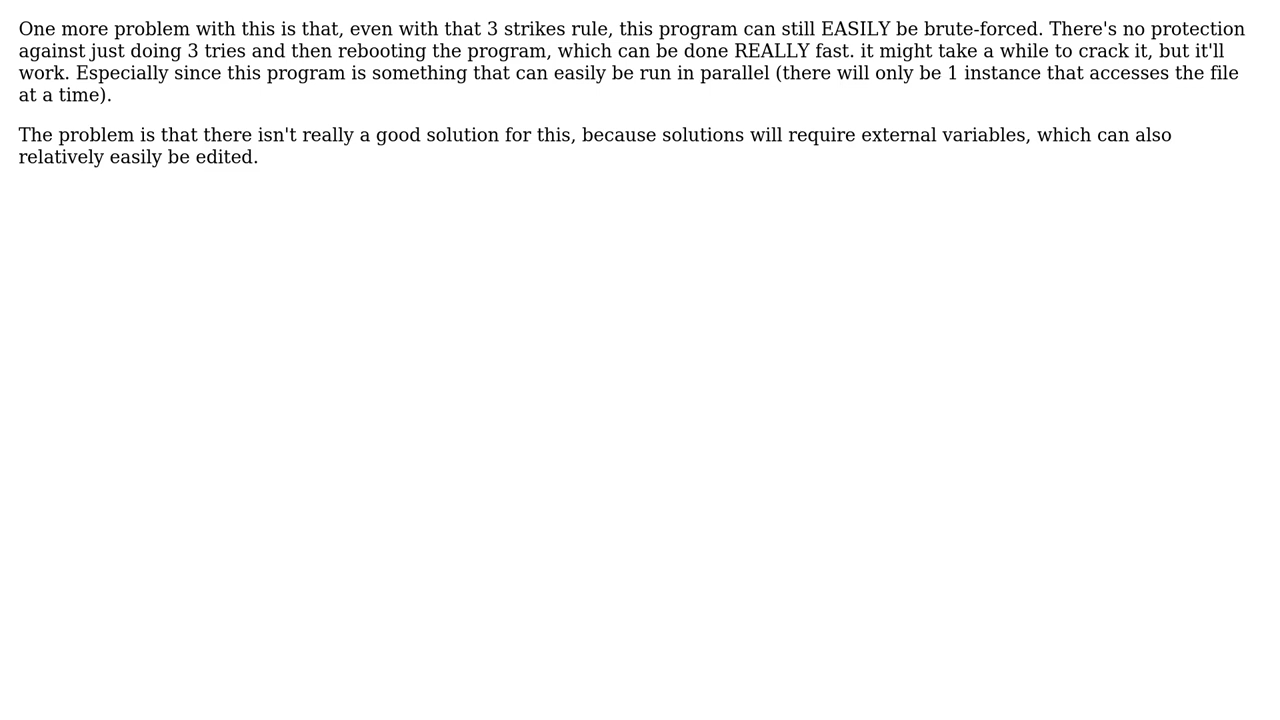 One more problem with this is that, even with that 3 strikes rule, this program can still EASILY be brute-forced. There's no protection
against just doing 3 tries and then rebooting the program, which can be done REALLY fast. it might take a while to crack it, but it'll
work. Especially since this program is something that can easily be run in parallel (there will only be 1 instance that accesses the file
at a time).
The problem is that there isn't really a good solution for this, because solutions will require external variables, which can also
relatively easily be edited.